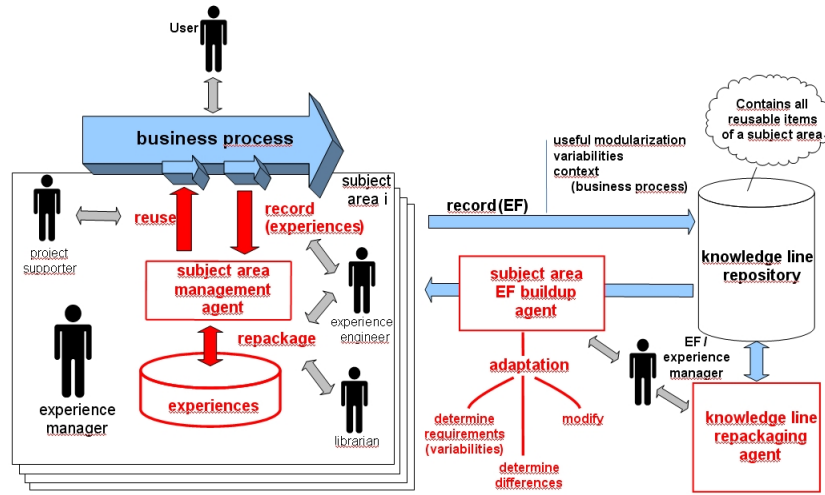 User
business process
subject
area i
project
supporter
reuse
record
(experiences)
subject area
management
agent
repackage
experience
engineer
experiences
experience
manager
librarian
record (EF)
useful modularization
variabilities
context
(business process)
Contains all
reusable items
of a subject area
knowledge line
repository
subject area
EF buildup
agent
EF /
experience
manager
adaptation
determine
requirements
(variabilities)
modify
determine
differences
knowledge line
repackaging
agent